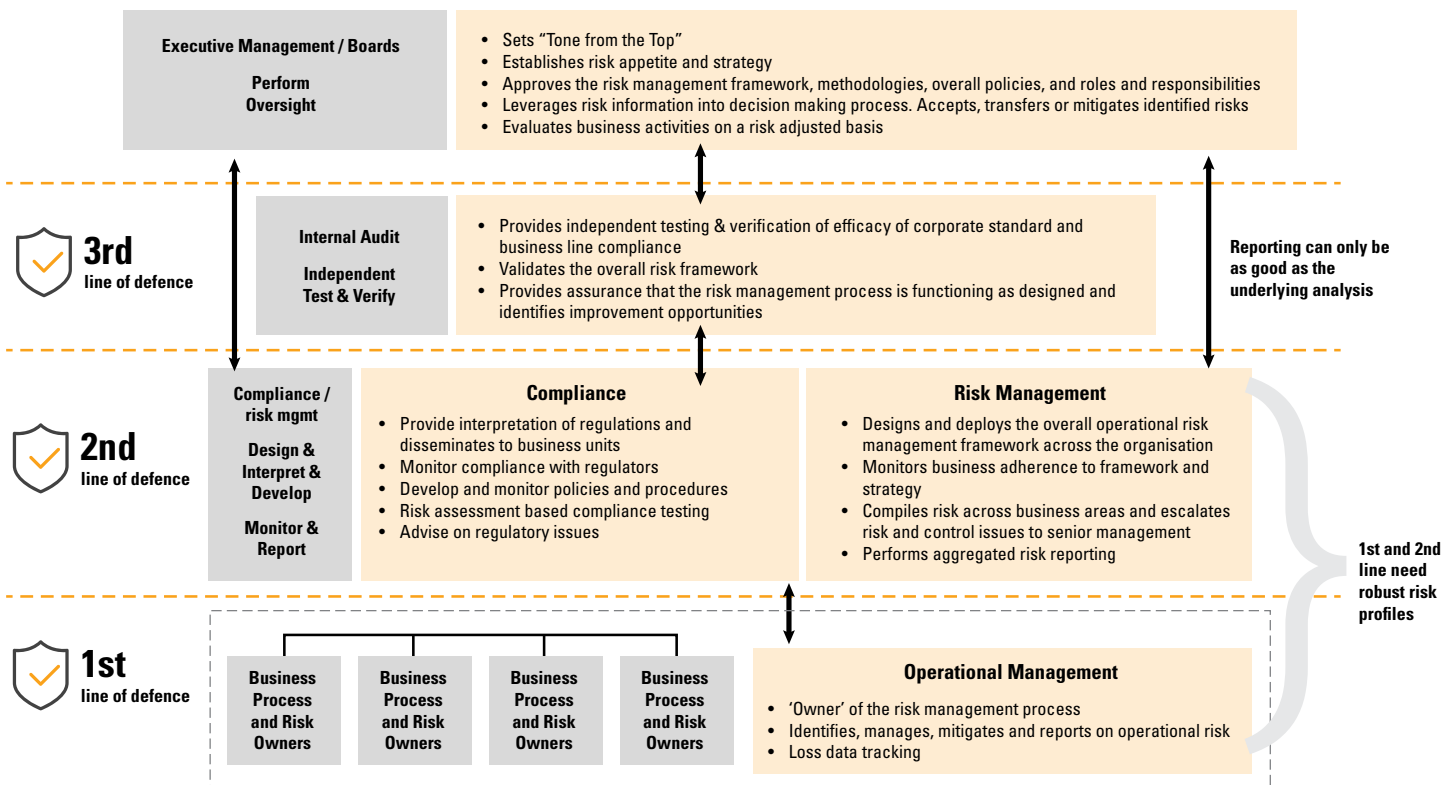 Executive Management / Boards
Perform
Oversight
• Sets “Tone from the Top”
• Establishes risk appetite and strategy
• Approves the risk management framework, methodologies, overall policies, and roles and responsibilities
• Leverages risk information into decision making process. Accepts, transfers or mitigates identified risks
• Evaluates business activities on a risk adjusted basis
3rd
line of defence
Internal Audit
Independent
Test & Verify
• Provides independent testing & verification of efficacy of corporate standard and
business line compliance
• Validates the overall risk framework
• Provides assurance that the risk management process is functioning as designed and
identifies improvement opportunities
Reporting can only be
as good as the
underlying analysis
2nd
line of defence
Compliance /
risk mgmt
Design &
Interpret &
Develop
Monitor &
Report
Compliance
• Provide interpretation of regulations and
disseminates to business units
• Monitor compliance with regulators
• Develop and monitor policies and procedures
• Risk assessment based compliance testing
• Advise on regulatory issues
Risk Management
• Designs and deploys the overall operational risk
management framework across the organisation
• Monitors business adherence to framework and
strategy
• Compiles risk across business areas and escalates
risk and control issues to senior management
• Performs aggregated risk reporting
1st and 2nd
line need
robust risk
profiles
1st
line of defence
Business
Process
and Risk
Owners
Business
Process
and Risk
Owners
Business
Process
and Risk
Owners
Business
Process
and Risk
Owners
Operational Management
• ‘Owner’ of the risk management process
• Identifies, manages, mitigates and reports on operational risk
• Loss data tracking